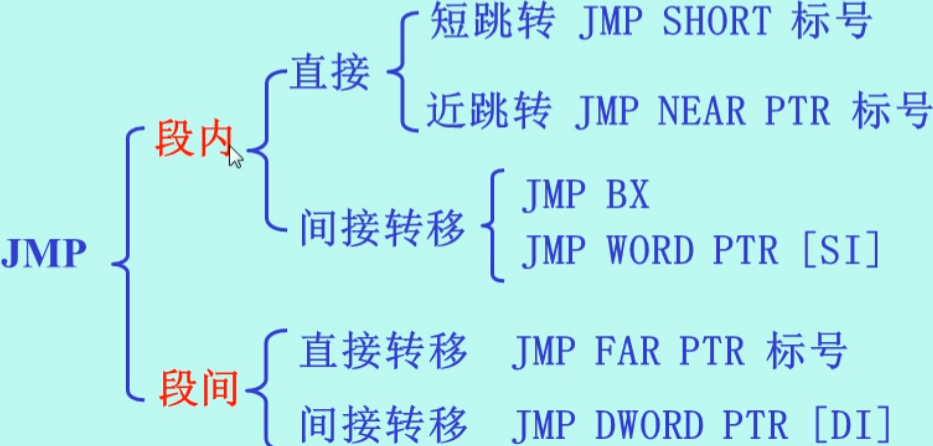 短跳转 JMP SHORT 标号
直接
近跳转 JMP NEAR PTR 标号
段内
JMP BX
间接转移
JMP WORD PTR [SI]
JMP
直接转移 JMP FAR PTR 标号
段间
间接转移 JMP DWORD PTR [DI]